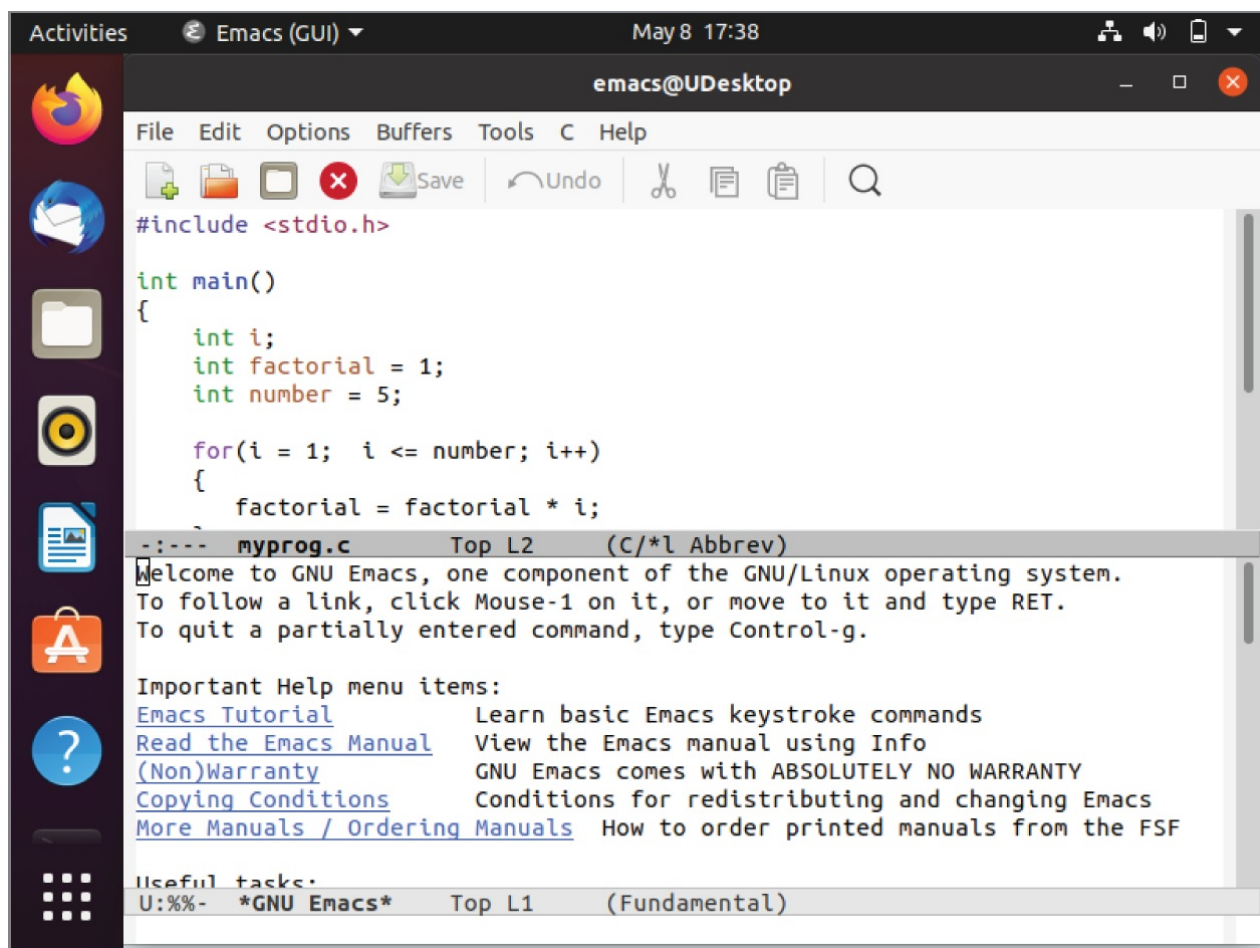 Activities Emacs (GUI) May 8 17:38
emacs@UDesktop
File Edit Options Buffers Tools C Help
Save Undo
#include <stdio.h>
int main()
{
int i;
int factorial = 1;
int number = 5;
for(i = 1; i <= number; i++)
{
factorial = factorial * i;
-:--- myprog.c Top L2 (C/*l Abbrev)
Welcome to GNU Emacs, one component of the GNU/Linux operating system.
To follow a link, click Mouse-1 on it, or move to it and type RET.
To quit a partially entered command, type Control-g.
Important Help menu items:
Emacs Tutorial Learn basic Emacs keystroke commands
Read the Emacs Manual View the Emacs manual using Info
(Non)Warranty GNU Emacs comes with ABSOLUTELY NO WARRANTY
Copying Conditions Conditions for redistributing and changing Emacs
More Manuals / Ordering Manuals How to order printed manuals from the FSF
Useful tasks:
U:%%- *GNU Emacs* Top L1 (Fundamental)